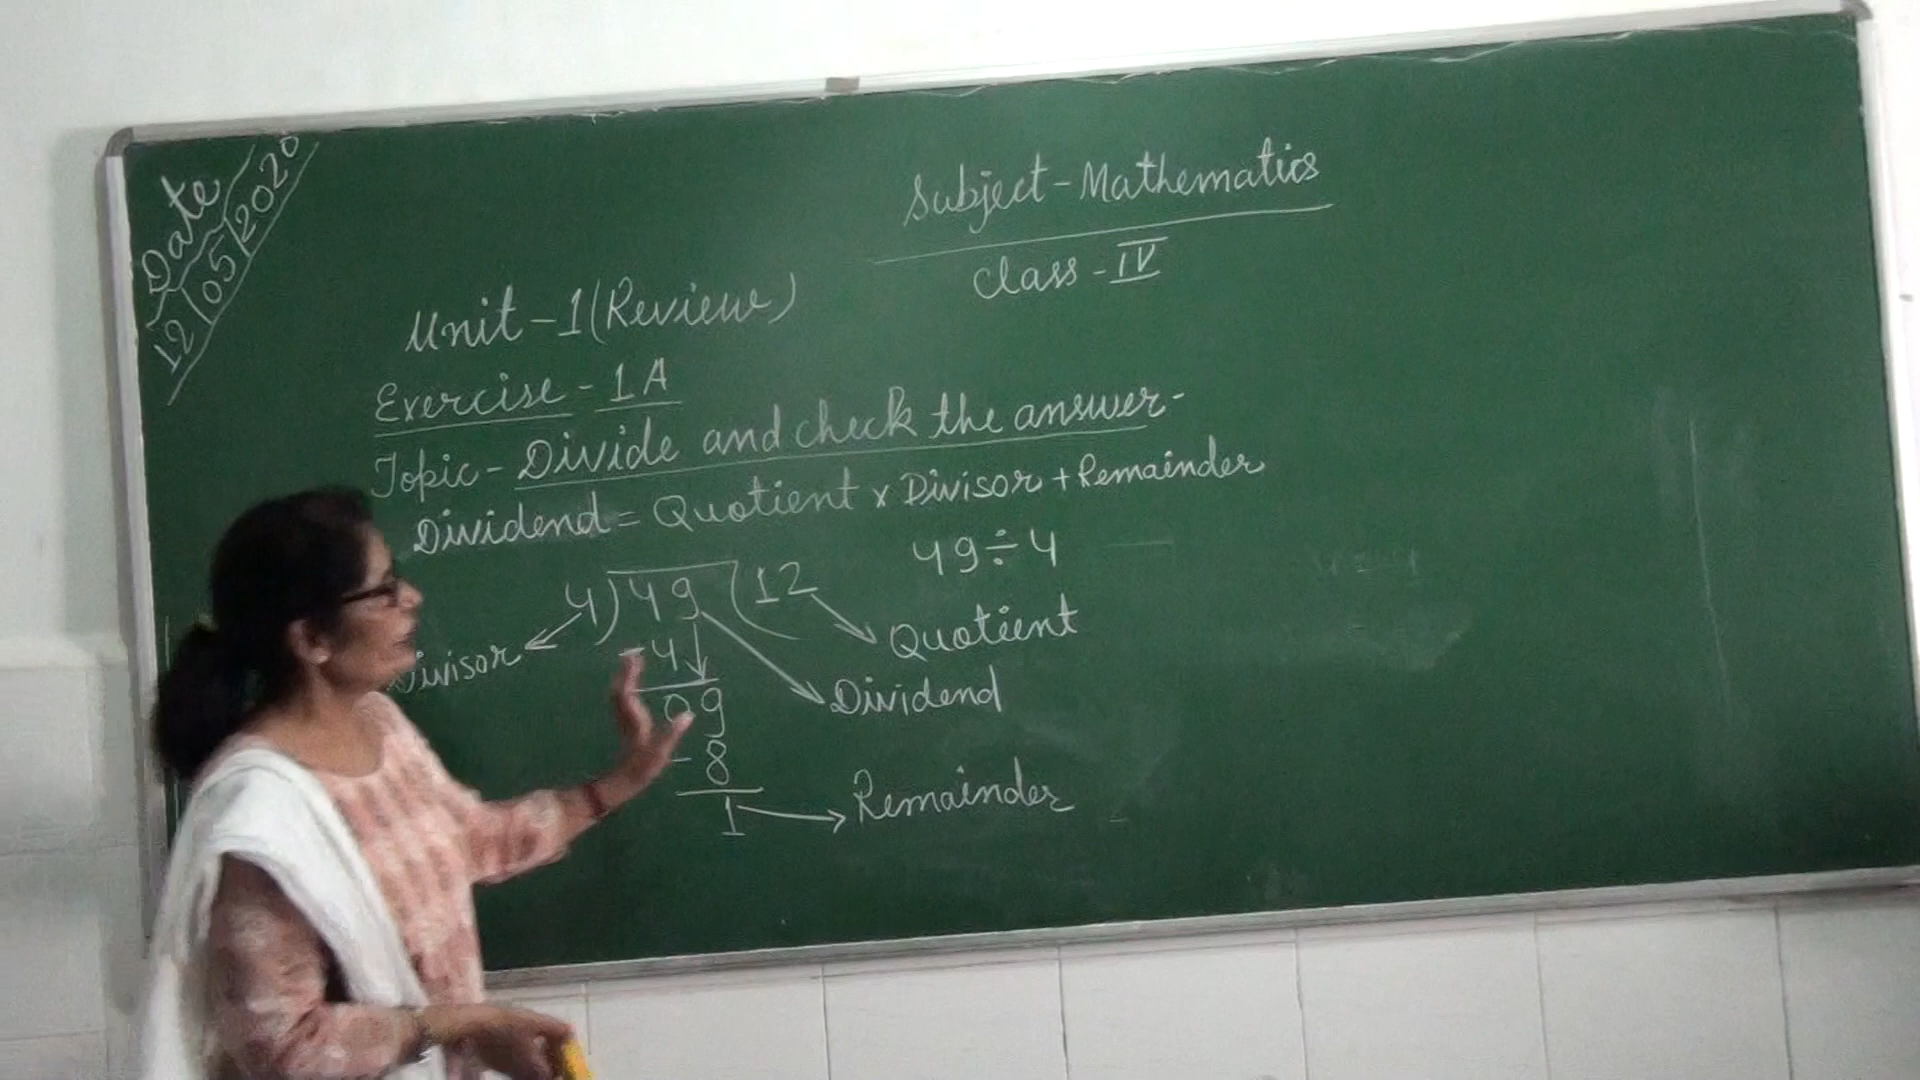 Date
12/05/2020
Subject-Mathematics
Class-IV
Unit-1(Review)
Exercise-1A
Topic-Divide and check the answer-
Dividend=Quotient x Divisor+Remainder
49÷4
4)49(12
Quotient
Divisor
-4
Dividend
09
-8
1
Remainder